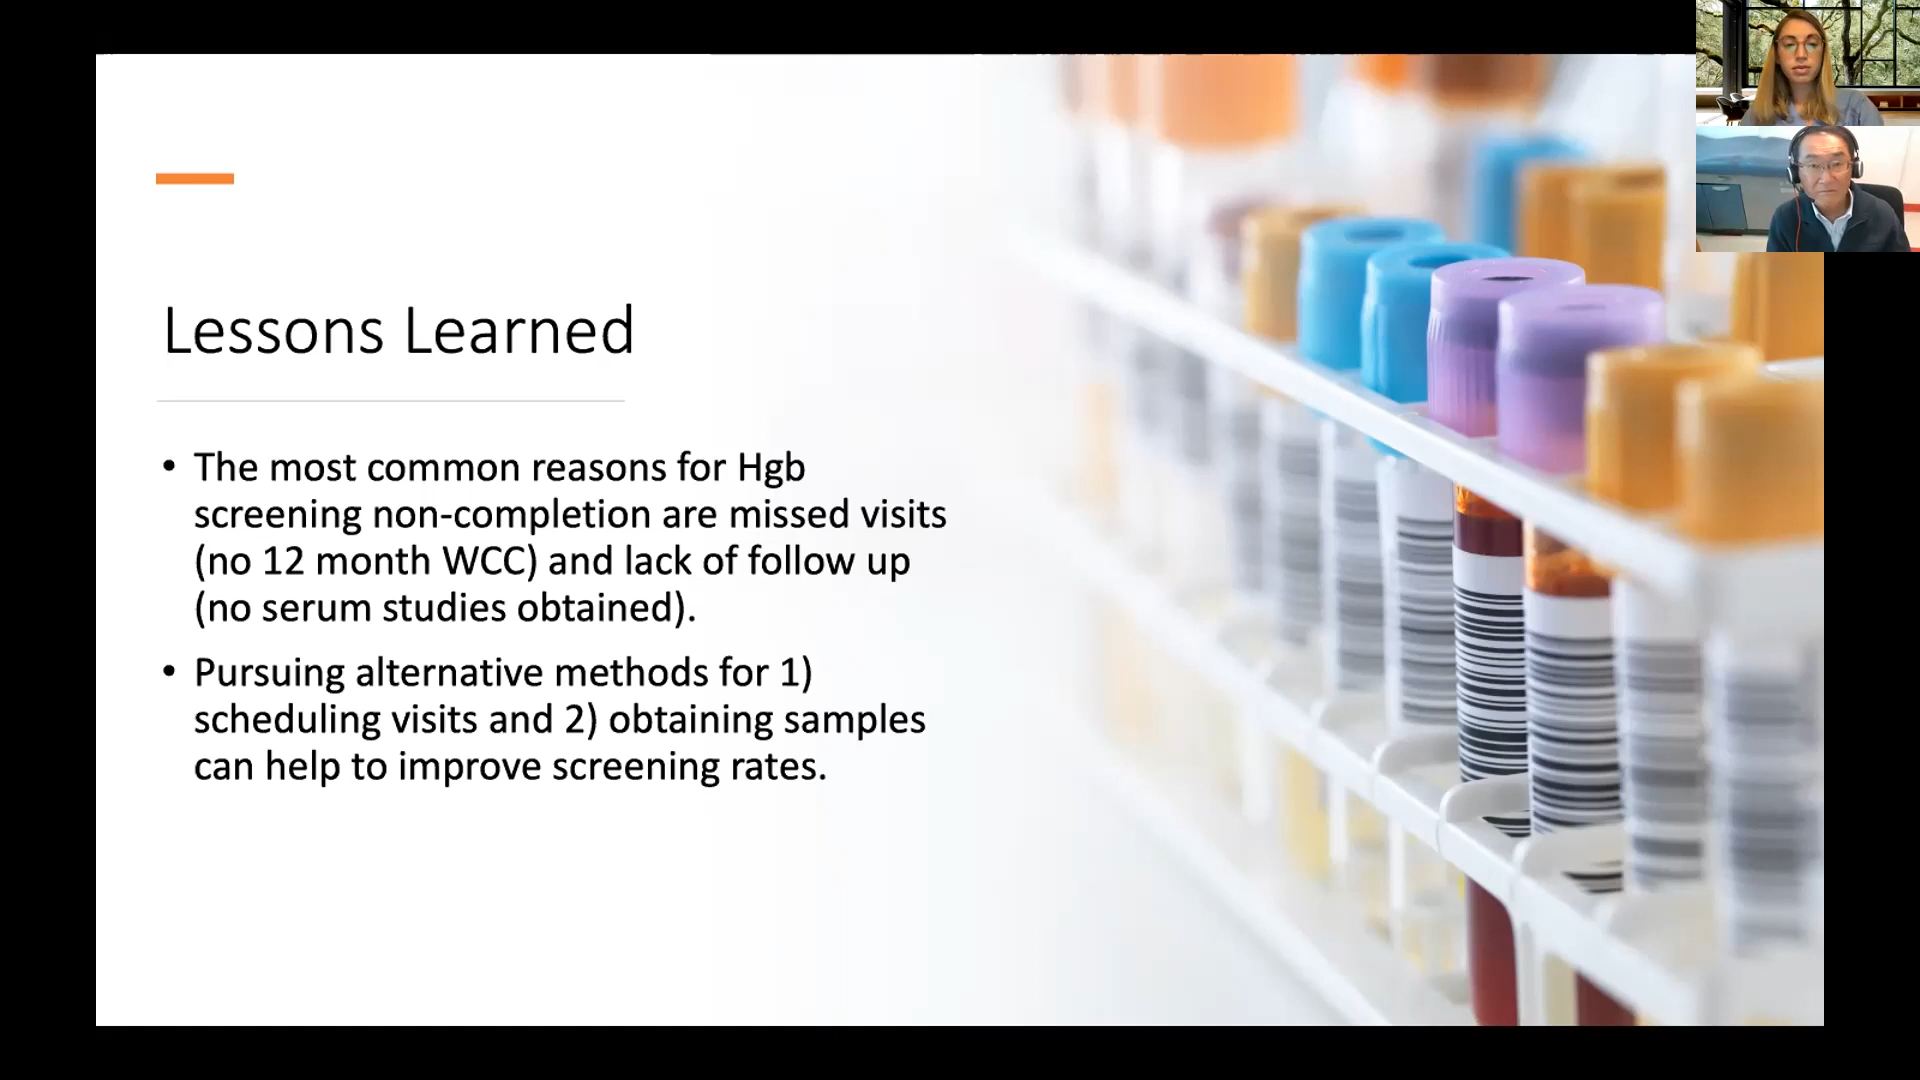 Lessons Learned
• The most common reasons for Hgb
screening non-completion are missed visits
(no 12 month WCC) and lack of follow up
(no serum studies obtained).
• Pursuing alternative methods for 1)
scheduling visits and 2) obtaining samples
can help to improve screening rates.